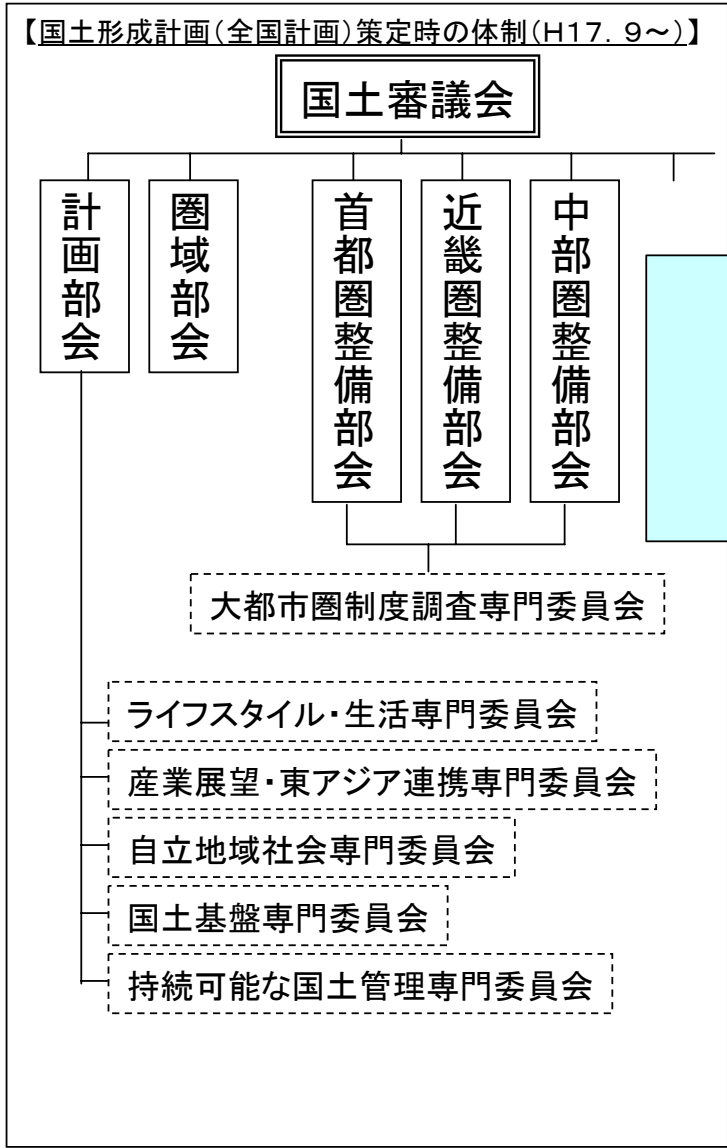 【国土形成計画(全国計画)策定時の体制(H17. 9～)】
国土審議会
計画部会
圏域部会
首都圏整備部会
近畿圏整備部会
中部圏整備部会
大都市圏制度調査専門委員会
ライフスタイル・生活専門委員会
産業展望・東アジア連携専門委員会
自立地域社会専門委員会
国土基盤専門委員会
持続可能な国土管理専門委員会